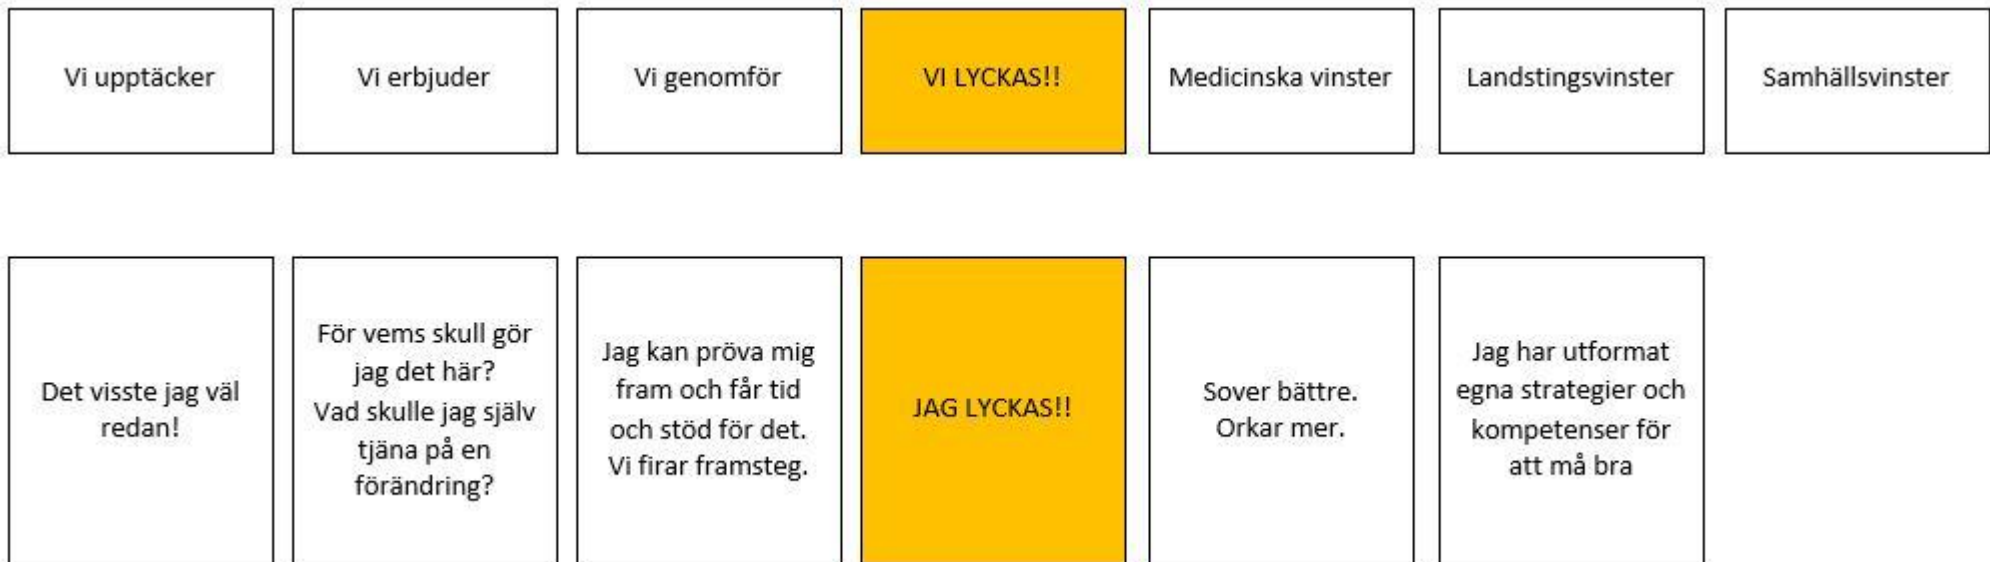 Vi upptäcker
Vi erbjuder
Vi genomför
VI LYCKAS!!
Medicinska vinster
Landstingsvinster
Samhällsvinster
Det visste jag väl
redan!
För vems skull gör
jag det här?
Vad skulle jag själv
tjäna på en
förändring?
Jag kan pröva mig
fram och får tid
och stöd för det.
Vi firar framsteg.
JAG LYCKAS!!
Sover bättre.
Orkar mer.
Jag har utformat
egna strategier och
kompetenser för
att må bra